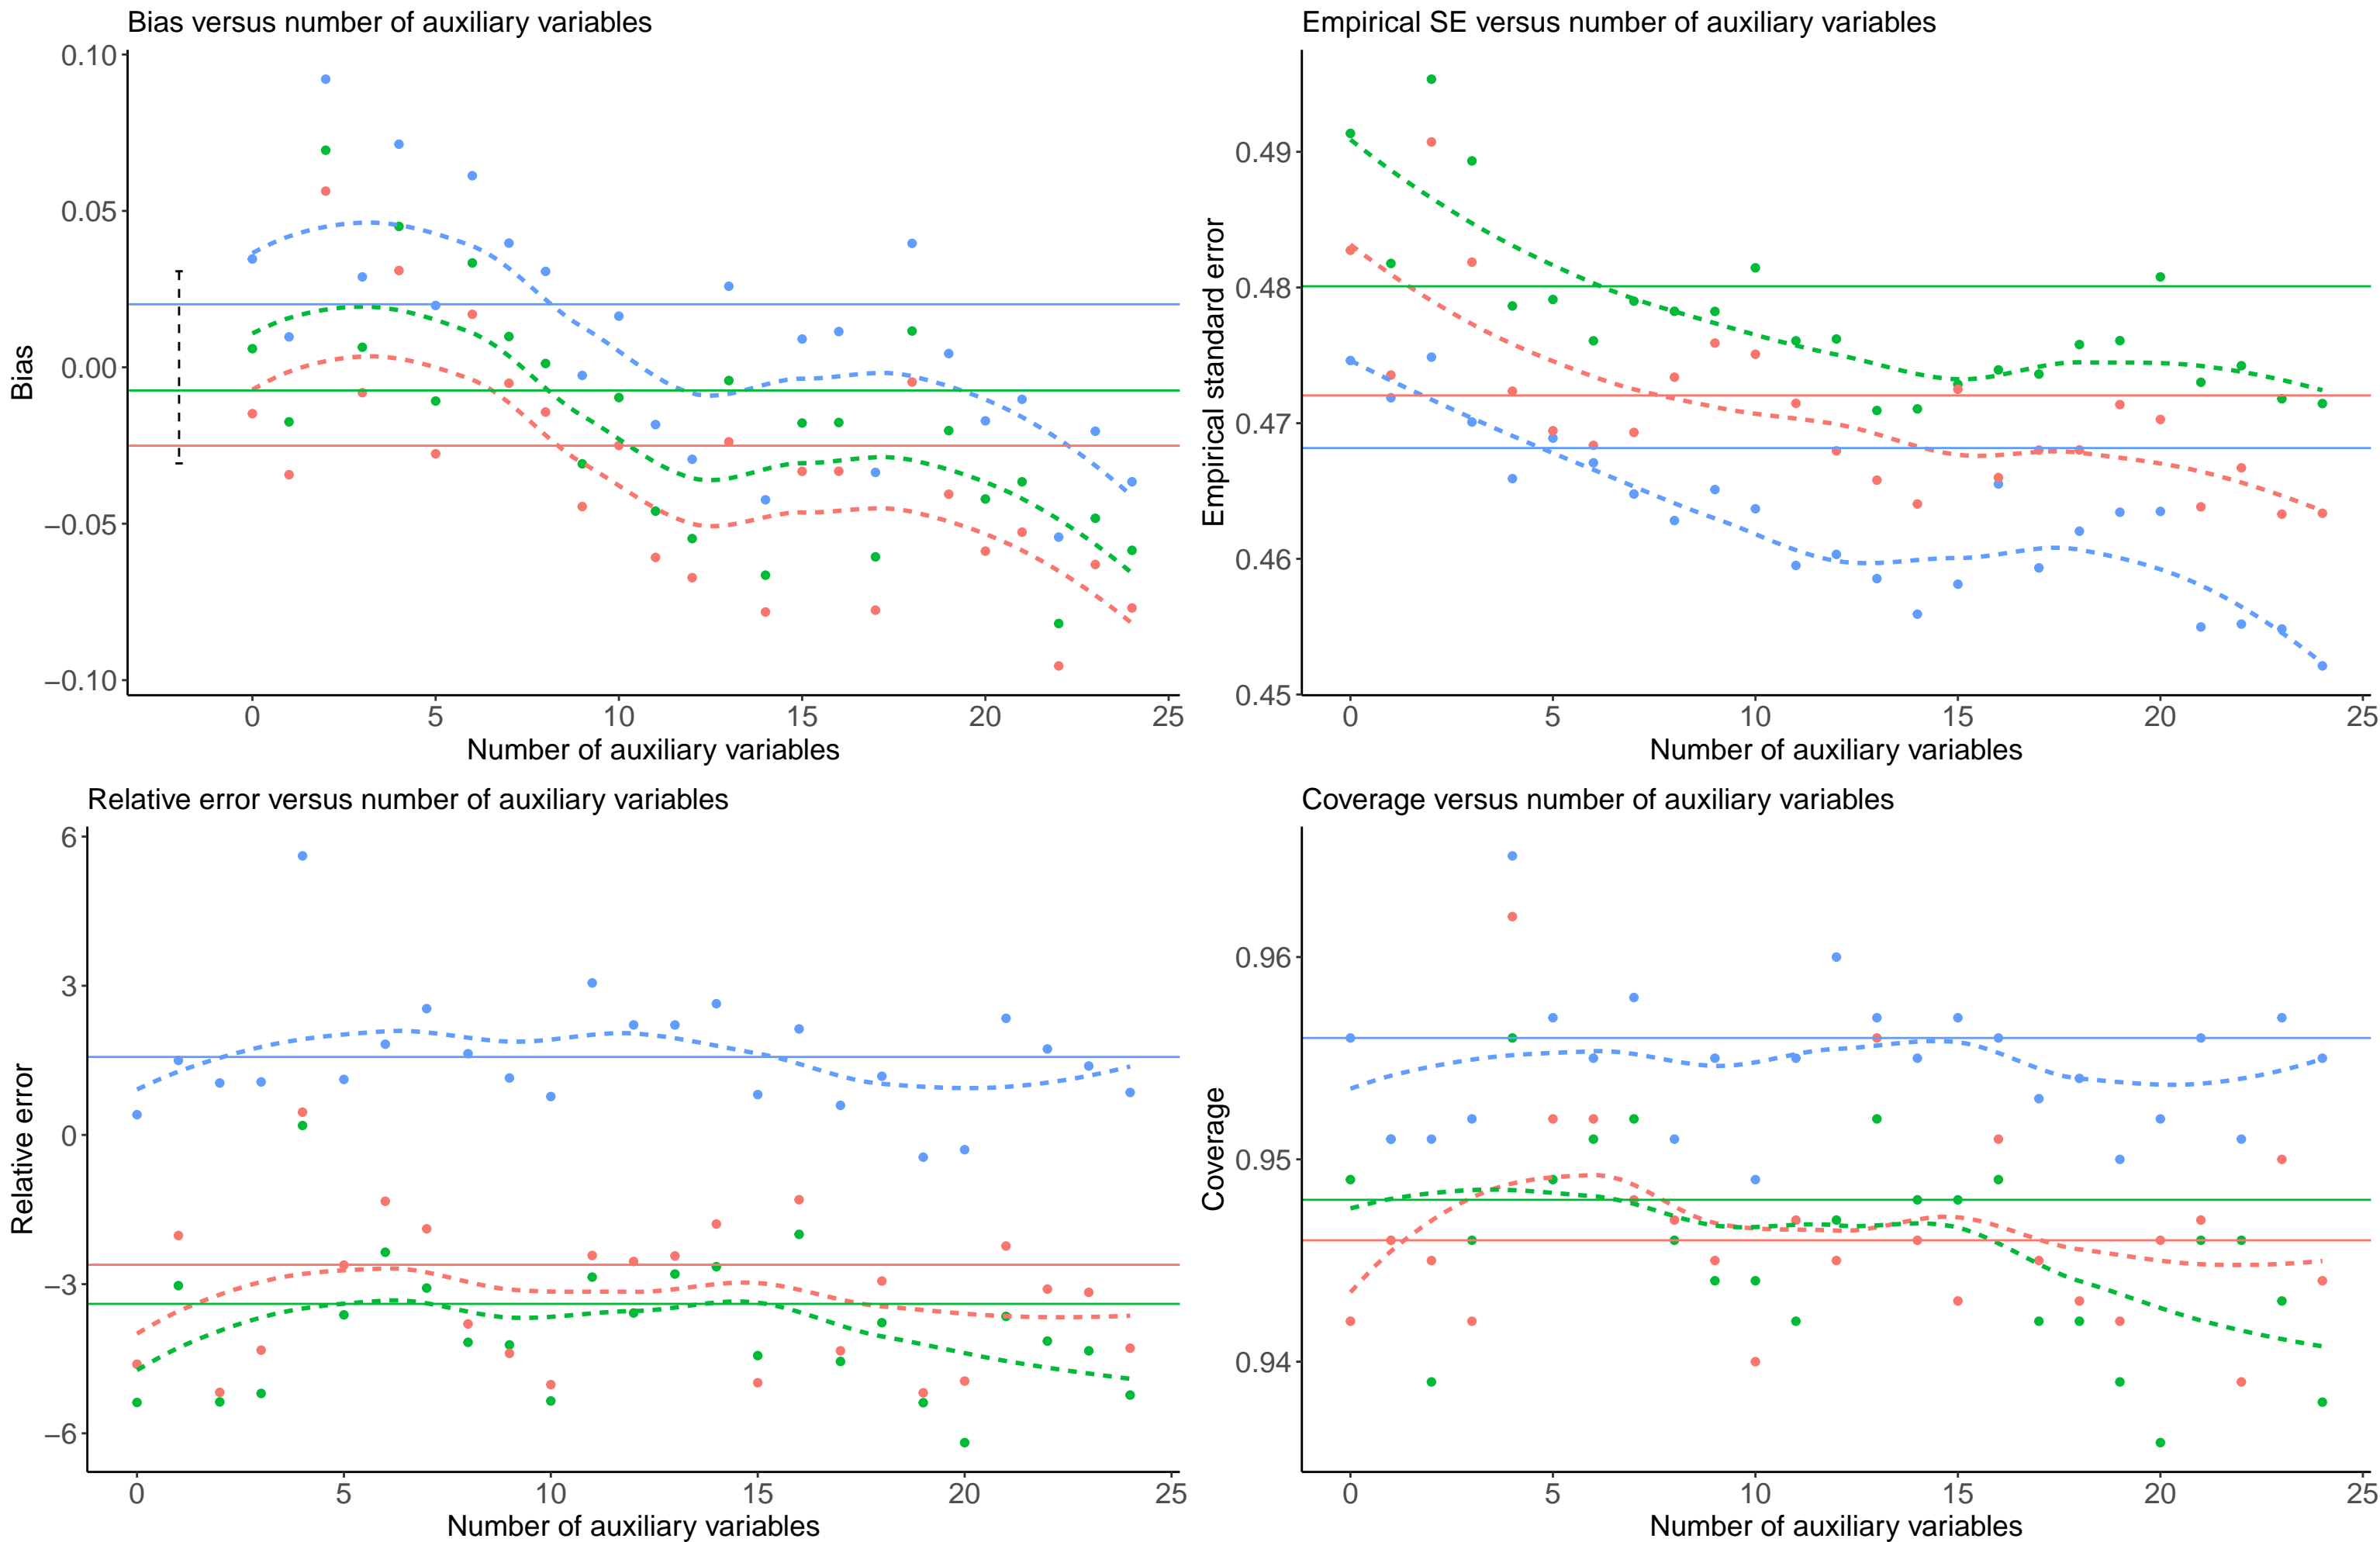 Bias versus number of auxiliary variables
0.10
0.05
0.00
−0.05
−0.10
Bias
0 5 10 15 20 25
Number of auxiliary variables
Empirical SE versus number of auxiliary variables
0.49
0.48
0.47
0.46
0.45
Empirical standard error
0 5 10 15 20 25
Number of auxiliary variables
Relative error versus number of auxiliary variables
6
3
0
−3
−6
Relative error
0 5 10 15 20 25
Number of auxiliary variables
Coverage versus number of auxiliary variables
0.96
0.95
0.94
Coverage
0 5 10 15 20 25
Number of auxiliary variables